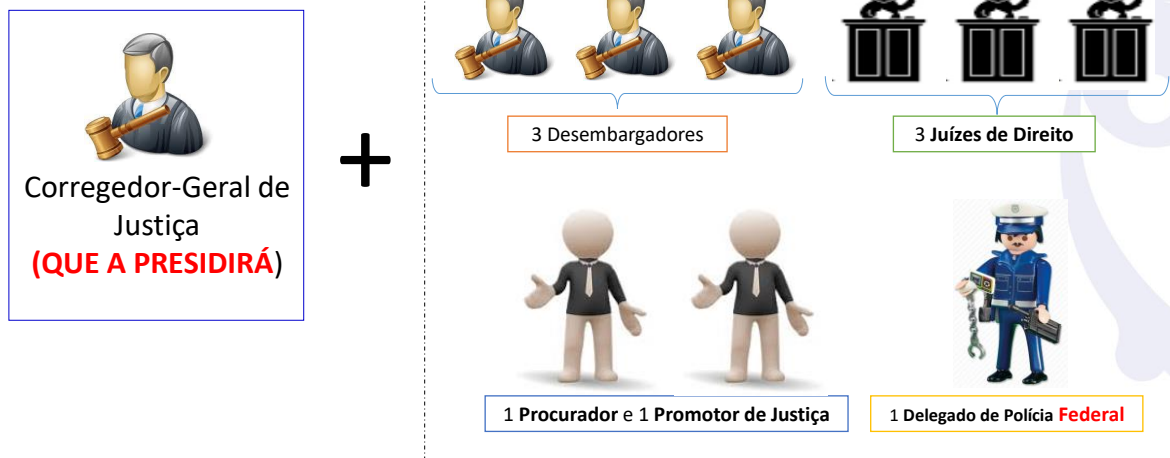 Corregedor-Geral de
Justiça
(QUE A PRESIDIRÁ)
+
3 Desembargadores
3 Juízes de Direito
1 Procurador e 1 Promotor de Justiça
1 Delegado de Polícia Federal